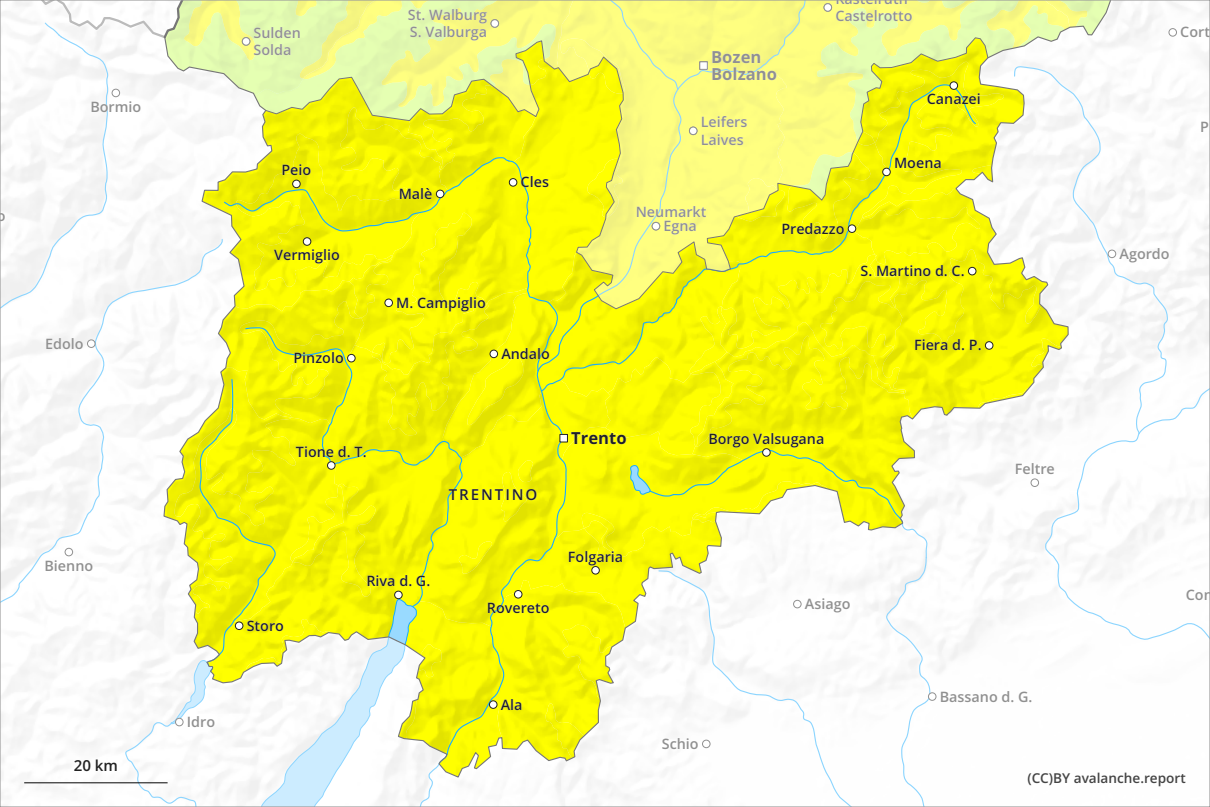 Kastelruth
Castelrotto
St. Walburg
S. Valburga
Sulden
Solda
Cort
Bozen
Bolzano
Bormio
Canazei
Leifers
Laives
Moena
Peio
Malè
Cles
Neumarkt
Egna
Predazzo
Vermiglio
Agordo
S. Martino d. C.
M. Campiglio
Edolo
Pinzolo
Andalo
Fiera d. P.
Trento
Borgo Valsugana
Tione d. T.
Feltre
TRENTINO
Bienno
Folgaria
Riva d. G.
Rovereto
Asiago
Cor
Storo
Bassano d. G.
Ala
Idro
Schio
20 km
(CC)BY avalanche.report